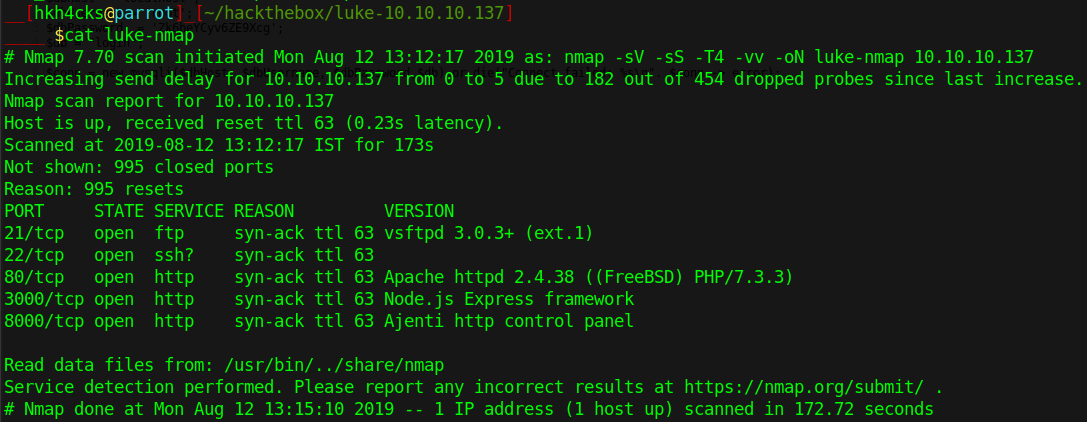 __[hkh4cks@parrot]_[~/hackthebox/luke-10.10.10.137]
____ $cat luke-nmap
# Nmap 7.70 scan initiated Mon Aug 12 13:12:17 2019 as: nmap -sV -sS -T4 -vv -oN luke-nmap 10.10.10.137
Increasing send delay for 10.10.10.137 from 0 to 5 due to 182 out of 454 dropped probes since last increase.
Nmap scan report for 10.10.10.137
Host is up, received reset ttl 63 (0.23s latency).
Scanned at 2019-08-12 13:12:17 IST for 173s
Not shown: 995 closed ports
Reason: 995 resets
PORT     STATE SERVICE REASON         VERSION
21/tcp   open  ftp     syn-ack ttl 63 vsftpd 3.0.3+ (ext.1)
22/tcp   open  ssh?    syn-ack ttl 63
80/tcp   open  http    syn-ack ttl 63 Apache httpd 2.4.38 ((FreeBSD) PHP/7.3.3)
3000/tcp open  http    syn-ack ttl 63 Node.js Express framework
8000/tcp open  http    syn-ack ttl 63 Ajenti http control panel
Read data files from: /usr/bin/../share/nmap
Service detection performed. Please report any incorrect results at https://nmap.org/submit/ .
# Nmap done at Mon Aug 12 13:15:10 2019 -- 1 IP address (1 host up) scanned in 172.72 seconds